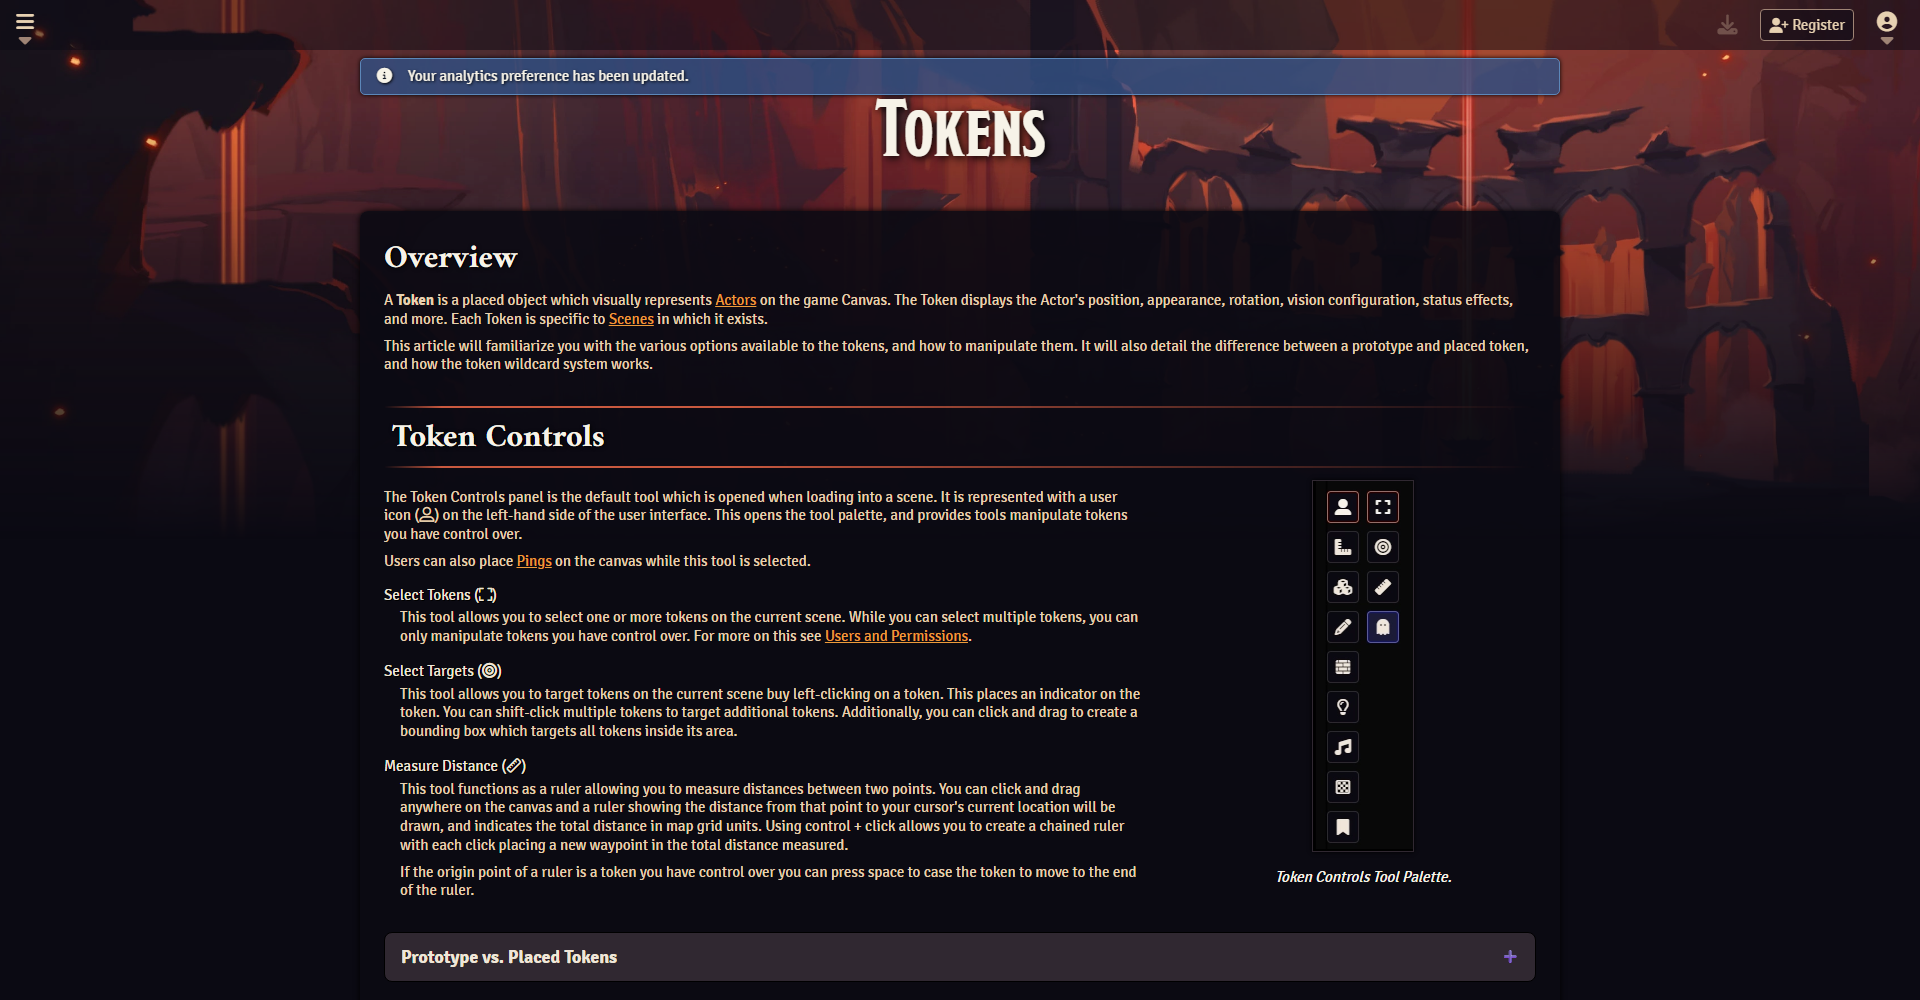 Register
Your analytics preference has been updated.
Tokens
Overview
A Token is a placed object which visually represents Actors on the game Canvas. The Token displays the Actor's position, appearance, rotation, vision configuration, status effects,
and more. Each Token is specific to Scenes in which it exists.
This article will familiarize you with the various options available to the tokens, and how to manipulate them. It will also detail the difference between a prototype and placed token,
and how the token wildcard system works.
Token Controls
The Token Controls panel is the default tool which is opened when loading into a scene. It is represented with a user
icon () on the left-hand side of the user interface. This opens the tool palette, and provides tools manipulate tokens
you have control over.
Users can also place Pings on the canvas while this tool is selected.
Select Tokens ()
This tool allows you to select one or more tokens on the current scene. While you can select multiple tokens, you can
only manipulate tokens you have control over. For more on this see Users and Permissions.
Select Targets ()
This tool allows you to target tokens on the current scene buy left-clicking on a token. This places an indicator on the
token. You can shift-click multiple tokens to target additional tokens. Additionally, you can click and drag to create a
bounding box which targets all tokens inside its area.
Measure Distance ()
This tool functions as a ruler allowing you to measure distances between two points. You can click and drag
anywhere on the canvas and a ruler showing the distance from that point to your cursor's current location will be
drawn, and indicates the total distance in map grid units. Using control + click allows you to create a chained ruler
with each click placing a new waypoint in the total distance measured.
If the origin point of a ruler is a token you have control over you can press space to case the token to move to the end
of the ruler.
Token Controls Tool Palette.
Prototype vs. Placed Tokens